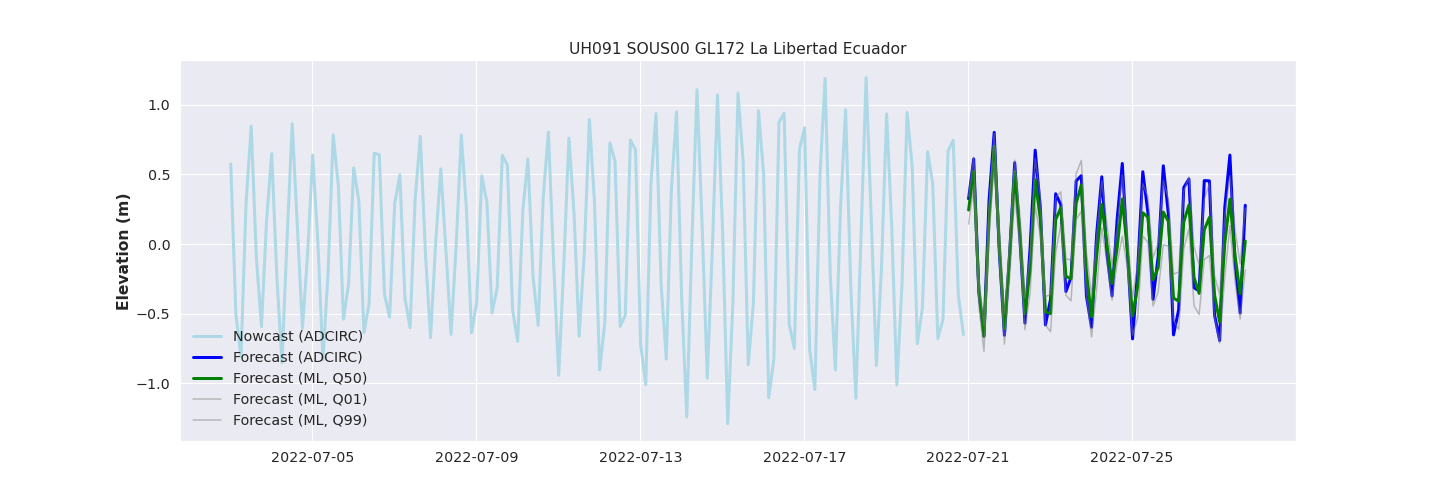 UH091 SOUS00 GL172 La Libertad Ecuador
Elevation (m)
1.0
0.5
0.0
−0.5
−1.0
Nowcast (ADCIRC)
Forecast (ADCIRC)
Forecast (ML, Q50)
Forecast (ML, Q01)
Forecast (ML, Q99)
2022-07-05 2022-07-09 2022-07-13 2022-07-17 2022-07-21 2022-07-25